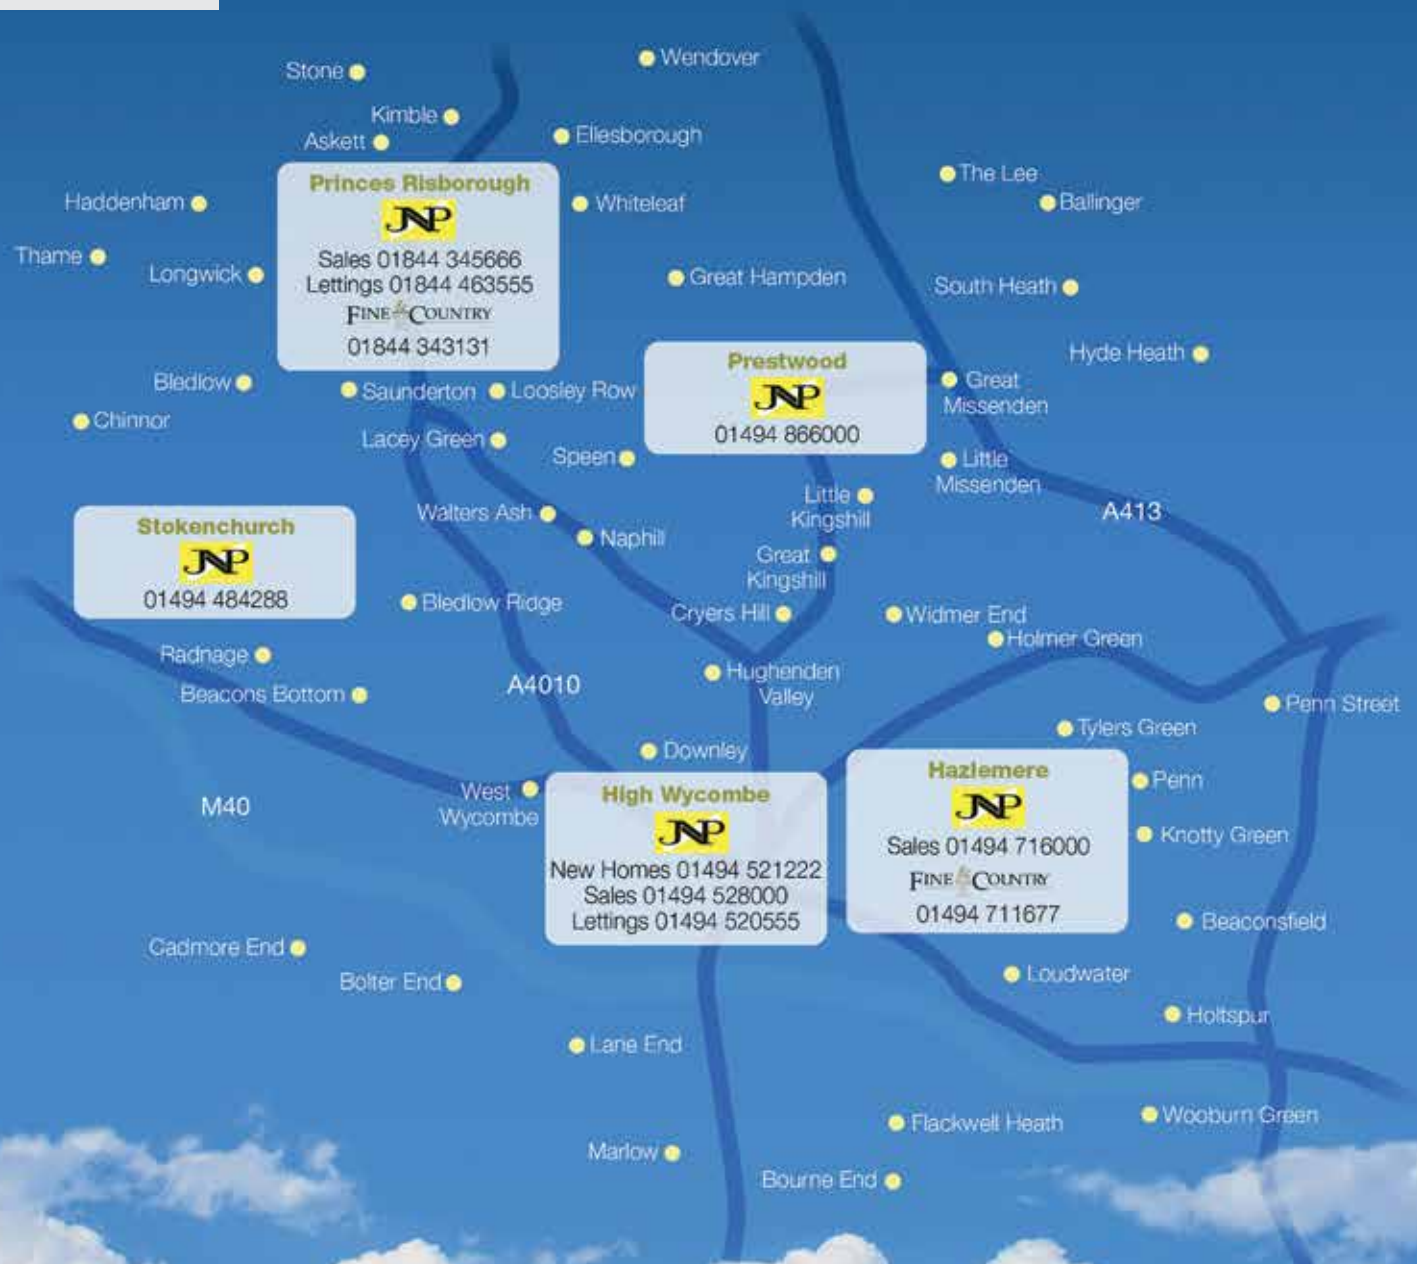 Stone
Wendover
Kimble
Askett
Ellesborough
Princes Risborough
JNP
Sales 01844 345666
Lettings 01844 463555
FINE & COUNTRY
01844 343131
Haddenham
Whiteleaf
The Lee
Ballinger
Thame
Longwick
Great Hampden
South Heath
Hyde Heath
Prestwood
JNP
01494 866000
Great
Missenden
Bledlow
Saunderton
Loosley Row
Chinnor
Lacey Green
Speen
Little
Missenden
Little
Kingshill
A413
Walters Ash
Naphill
Great
Kingshill
Stokenchurch
JNP
01494 484288
Bledlow Ridge
Cryers Hill
Widmer End
Holmer Green
Radnage
Beacons Bottom
A4010
Hughenden
Valley
Penn Street
Tylers Green
Downley
West
Wycombe
M40
High Wycombe
JNP
New Homes 01494 521222
Sales 01494 528000
Lettings 01494 520555
Hazlemere
JNP
Sales 01494 716000
FINE & COUNTRY
01494 711677
Penn
Knotty Green
Beaconsfield
Cadmore End
Bolter End
Loudwater
Holtspur
Lane End
Flackwell Heath
Wooburn Green
Marlow
Bourne End